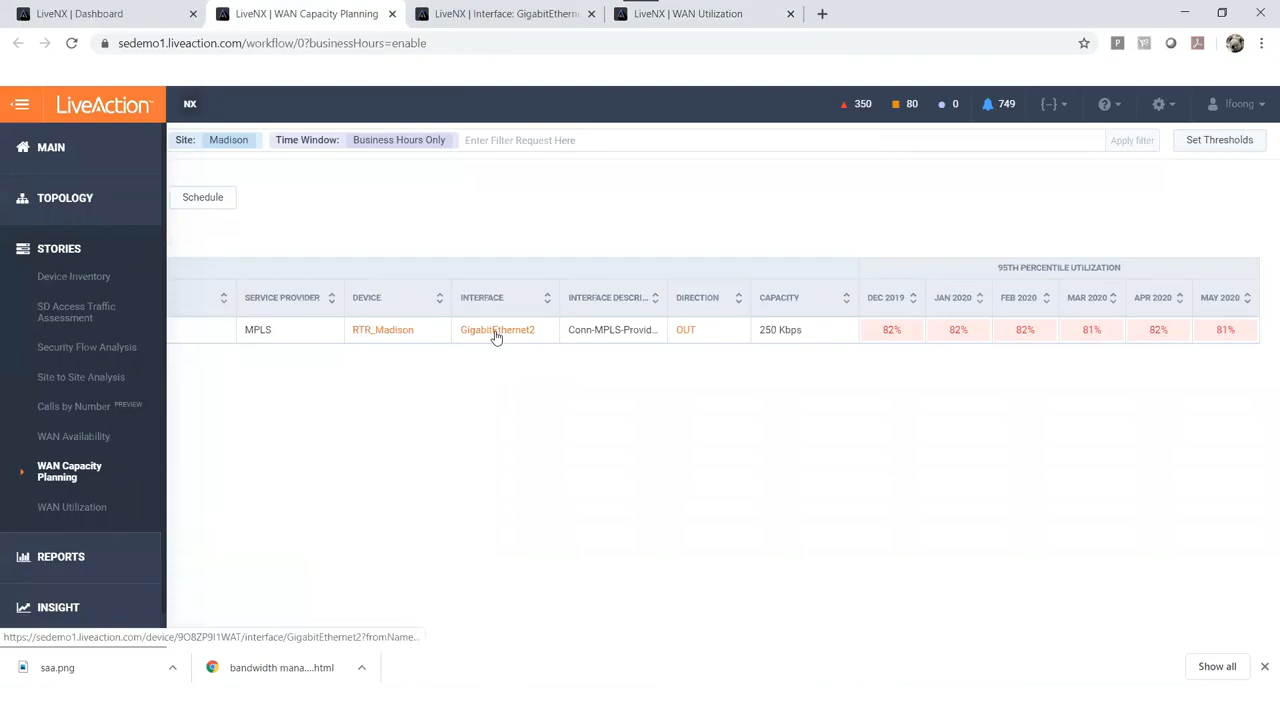 LiveNX | Dashboard
LiveNX | WAN Capacity Planning
LiveNX | Interface: GigabitEthern
LiveNX | WAN Utilization
sedemo1.liveaction.com/workflow/0?businessHours=enable
LiveAction
NX
350
80
0
749
lfoong
MAIN
Site: Madison
Time Window: Business Hours Only
Enter Filter Request Here
Apply filter
Set Thresholds
TOPOLOGY
Schedule
STORIES
Device Inventory
SD Access Traffic
Assessment
Security Flow Analysis
Site to Site Analysis
Calls by Number PREVIEW
WAN Availability
WAN Capacity
Planning
WAN Utilization
REPORTS
INSIGHT
95TH PERCENTILE UTILIZATION
SERVICE PROVIDER DEVICE INTERFACE INTERFACE DESCRI... DIRECTION CAPACITY DEC 2019 JAN 2020 FEB 2020 MAR 2020 APR 2020 MAY 2020
MPLS RTR_Madison GigabitEthernet2 Conn-MPLS-Provid... OUT 250 Kbps 82% 82% 82% 81% 82% 81%
https://sedemo1.liveaction.com/device/9O8ZP9I1WAT/interface/GigabitEthernet2?fromName...
saa.png
bandwidth mana....html
Show all